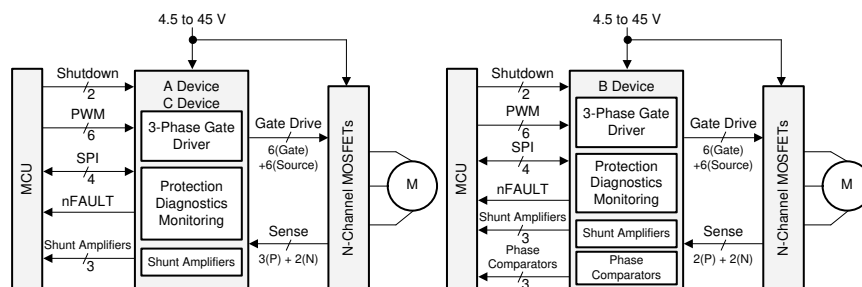 4.5 to 45 V
MCU
Shutdown
2
PWM
6
SPI
4
nFAULT
Shunt Amplifiers
3
A Device
C Device
3-Phase Gate
Driver
Protection
Diagnostics
Monitoring
Shunt Amplifiers
Gate Drive
6(Gate)
+6(Source)
Sense
3(P) + 2(N)
N-Channel MOSFETs
M
4.5 to 45 V
MCU
Shutdown
2
PWM
6
SPI
4
nFAULT
Shunt Amplifiers
3
Phase
Comparators
3
B Device
3-Phase Gate
Driver
Protection
Diagnostics
Monitoring
Shunt Amplifiers
Phase
Comparators
Gate Drive
6(Gate)
+6(Source)
Sense
2(P) + 2(N)
N-Channel MOSFETs
M